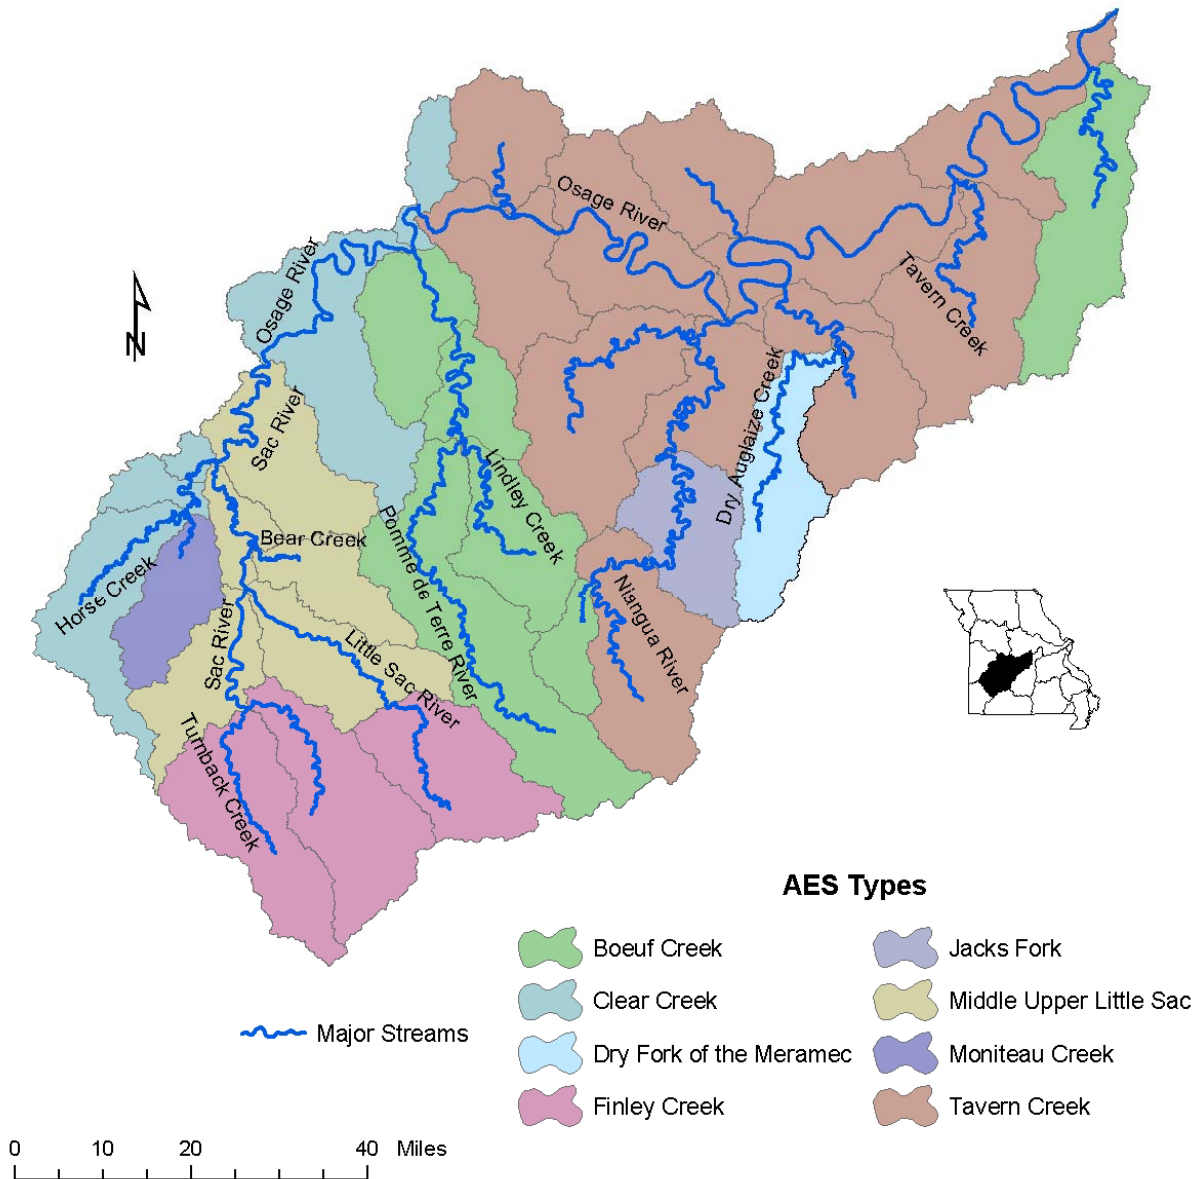 Osage River
Osage River
Tavern Creek
N
Sac River
Dry Auglaize Creek
Lindley Creek
Pomme de Terre River
Bear Creek
Horse Creek
Niangua River
Sac River
Little Sac River
Turnback Creek
AES Types
Boeuf Creek
Jacks Fork
Clear Creek
Middle Upper Little Sac
Major Streams
Dry Fork of the Meramec
Moniteau Creek
Finley Creek
Tavern Creek
0 10 20 40 Miles